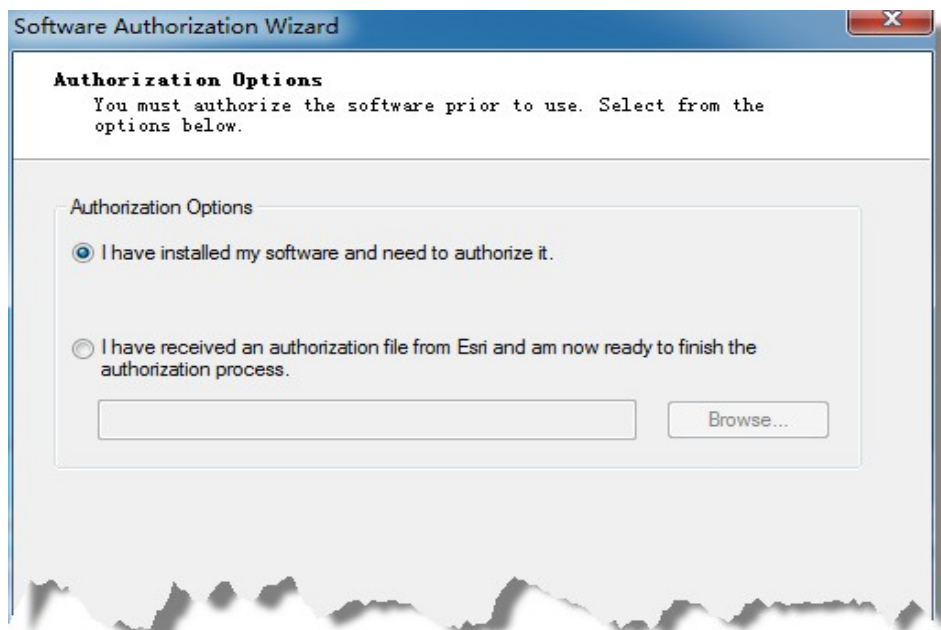 Software Authorization Wizard
Authorization Options
You must authorize the software prior to use. Select from the
options below.
Authorization Options
I have installed my software and need to authorize it.
I have received an authorization file from Esri and am now ready to finish the
authorization process.
Browse...